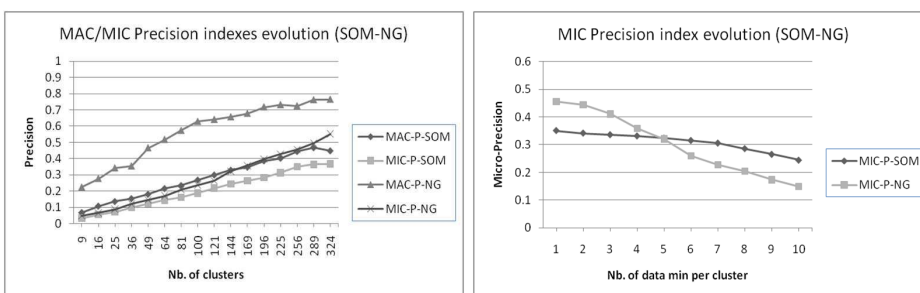 MAC/MIC Precision indexes evolution (SOM-NG)
Precision
1
0.9
0.8
0.7
0.6
0.5
0.4
0.3
0.2
0.1
0
9
16
25
36
49
64
81
100
121
144
169
196
225
256
289
324
Nb. of clusters
MAC-P-SOM
MIC-P-SOM
MAC-P-NG
MIC-P-NG
MIC Precision index evolution (SOM-NG)
Micro-Precision
0.6
0.5
0.4
0.3
0.2
0.1
0
1 2 3 4 5 6 7 8 9 10
Nb. of data min per cluster
MIC-P-SOM
MIC-P-NG